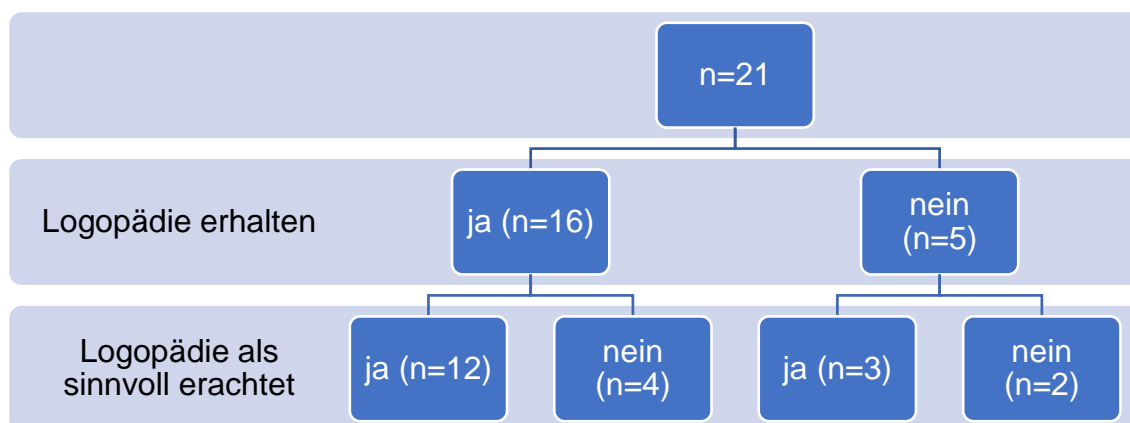 n=21
Logopädie erhalten
ja (n=16)
nein
(n=5)
Logopädie als
sinnvoll erachtet
ja (n=12)
nein
(n=4)
ja (n=3)
nein
(n=2)